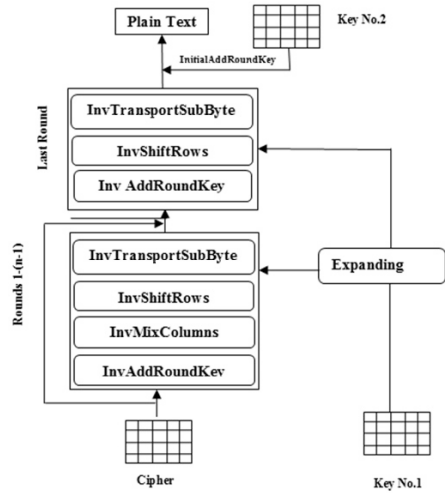 Plain Text
Key No.2
InitialAddRoundKey
Last Round
InvTransportSubByte
InvShiftRows
Inv AddRoundKey
Rounds 1-(n-1)
InvTransportSubByte
InvShiftRows
InvMixColumns
InvAddRoundKey
Expanding
Cipher
Key No.1